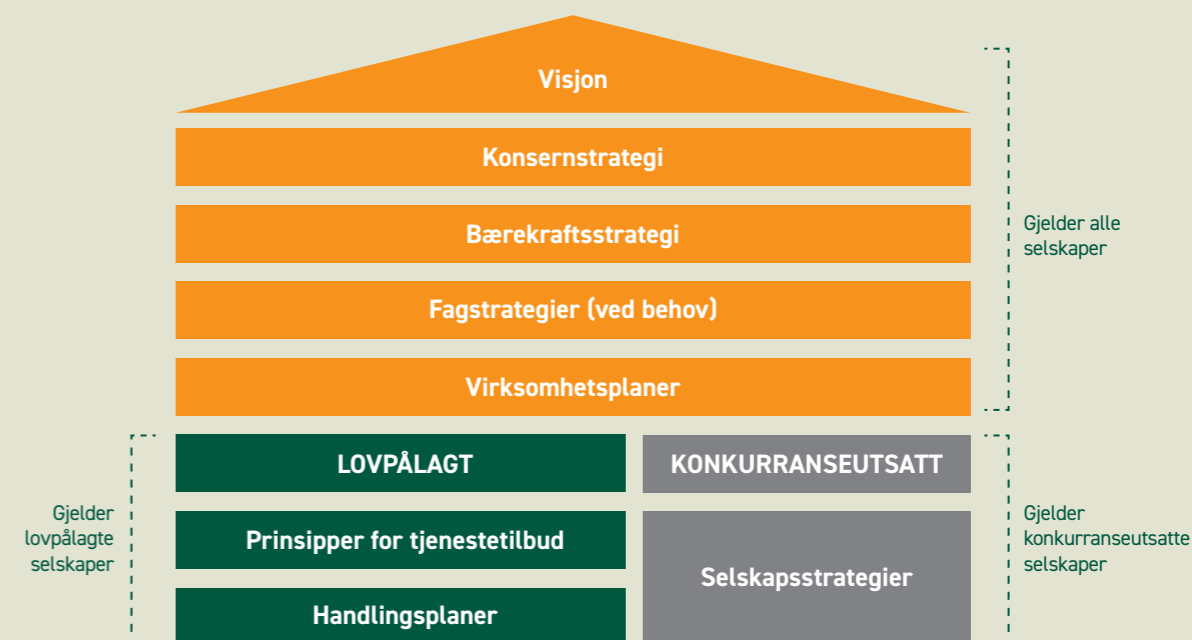 Visjon
Konsernstrategi
Bærekraftsstrategi
Fagstrategier (ved behov)
Virksomhetsplaner
Gjelder alle
selskaper
LOVPÅLAGT
KONKURRANSEUTSATT
Gjelder
lovpålagte
selskaper
Prinsipper for tjenestetilbud
Handlingsplaner
Selskapsstrategier
Gjelder
konkurranseutsatte
selskaper